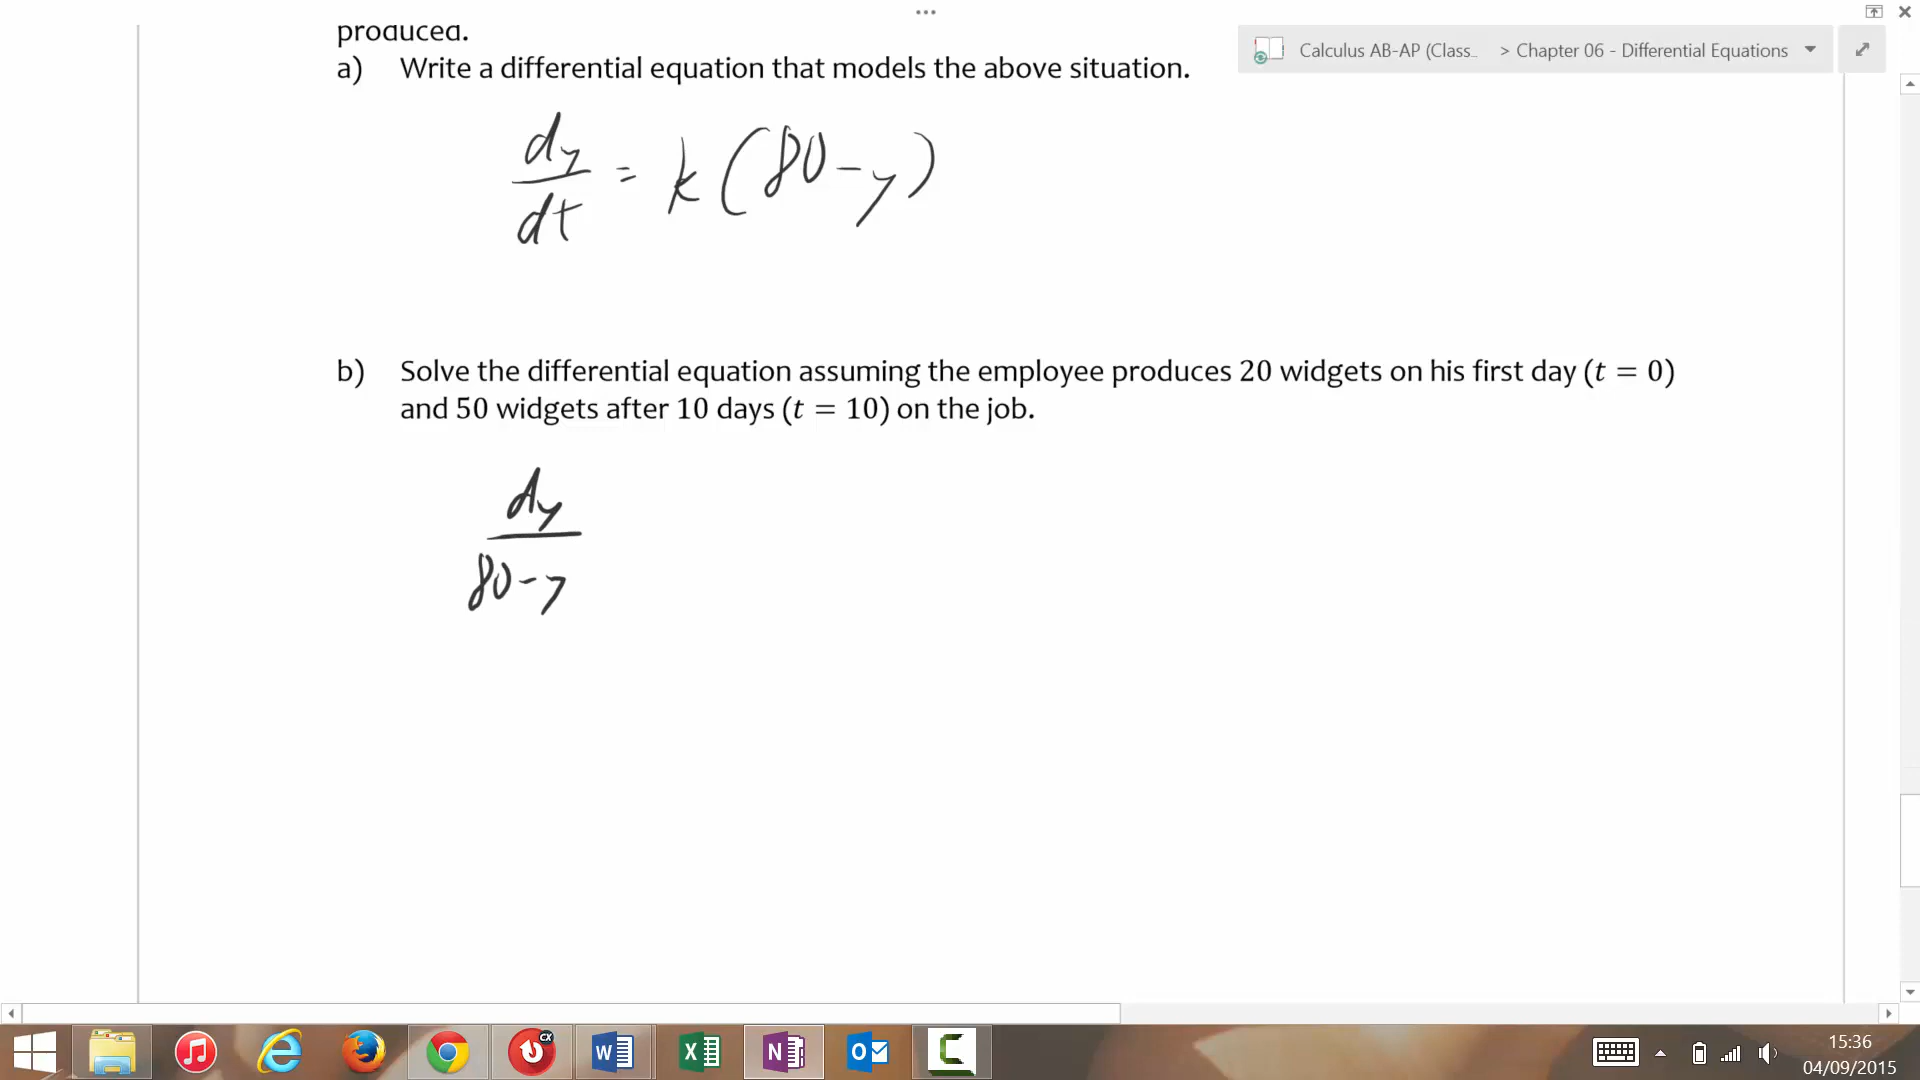 produced.
Calculus AB-AP (Class.. > Chapter 06 - Differential Equations
a) Write a differential equation that models the above situation.
dy/dt = k(80-y)
b) Solve the differential equation assuming the employee produces 20 widgets on his first day (t = 0)
and 50 widgets after 10 days (t = 10) on the job.
dy
80-y
15:36
04/09/2015